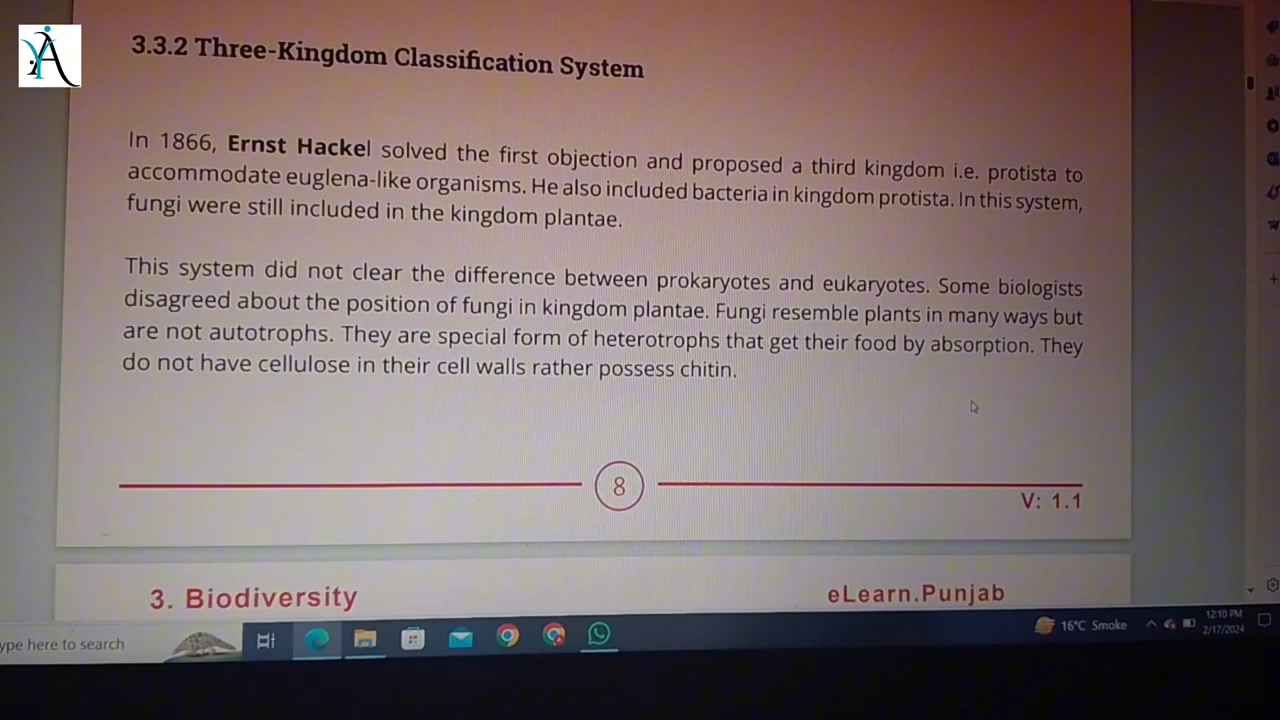 YA
3.3.2 Three-Kingdom Classification System
In 1866, Ernst Hackel solved the first objection and proposed a third kingdom i.e. protista to
accommodate euglena-like organisms. He also included bacteria in kingdom protista. In this system,
fungi were still included in the kingdom plantae.
This system did not clear the difference between prokaryotes and eukaryotes. Some biologists
disagreed about the position of fungi in kingdom plantae. Fungi resemble plants in many ways but
are not autotrophs. They are special form of heterotrophs that get their food by absorption. They
do not have cellulose in their cell walls rather possess chitin.
8
V: 1.1
3. Biodiversity
eLearn.Punjab
ype here to search
16°C Smoke
12:10 PM
2/17/2024